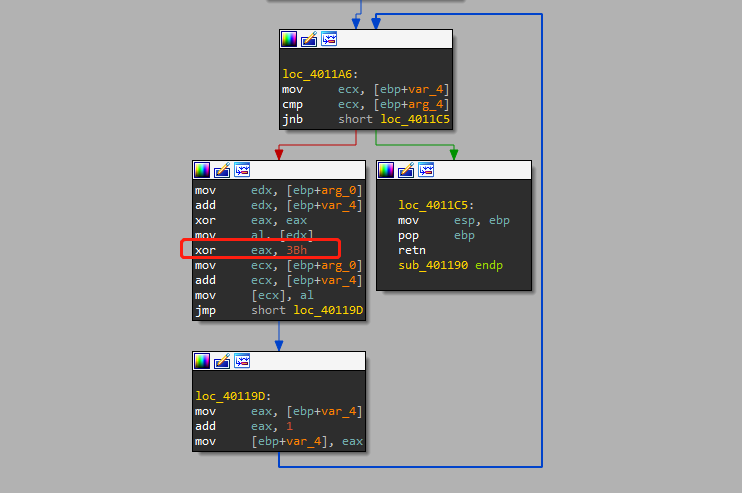 loc_4011A6:
mov ecx, [ebp+var_4]
cmp ecx, [ebp+arg_4]
jnb short loc_4011C5
mov edx, [ebp+arg_0]
add edx, [ebp+var_4]
xor eax, eax
mov al, [edx]
xor eax, 3Bh
mov ecx, [ebp+arg_0]
add ecx, [ebp+var_4]
mov [ecx], al
jmp short loc_40119D
loc_4011C5:
mov esp, ebp
pop ebp
retn
sub_401190 endp
loc_40119D:
mov eax, [ebp+var_4]
add eax, 1
mov [ebp+var_4], eax